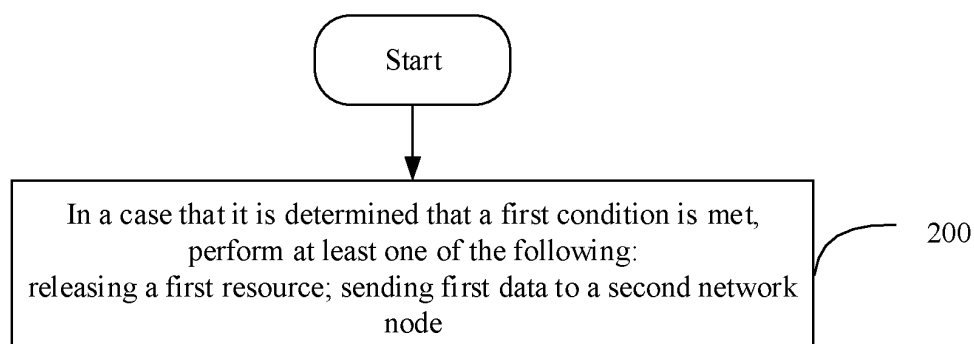 Start
In a case that it is determined that a first condition is met,
perform at least one of the following:
releasing a first resource; sending first data to a second network
node
200